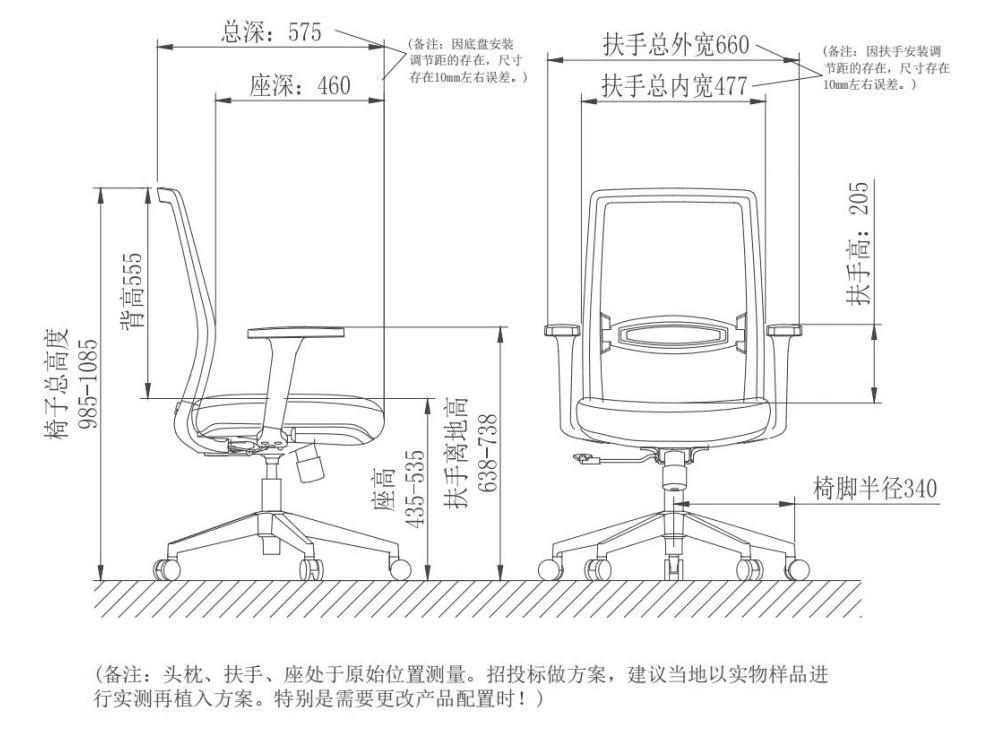 总深：575
(备注：因底盘安装
调节距的存在，尺寸
存在10mm左右误差。)
座深：460
扶手总外宽660
(备注：因扶手安装调
节距的存在，尺寸存在
10mm左右误差。)
扶手总内宽477
扶手高：205
背高555
椅子总高度
985-1085
座高
435-535
扶手离地高
638-738
椅脚半径340
(备注：头枕、扶手、座处于原始位置测量。招投标做方案，建议当地以实物样品进
行实测再植入方案。特别是需要更改产品配置时！)